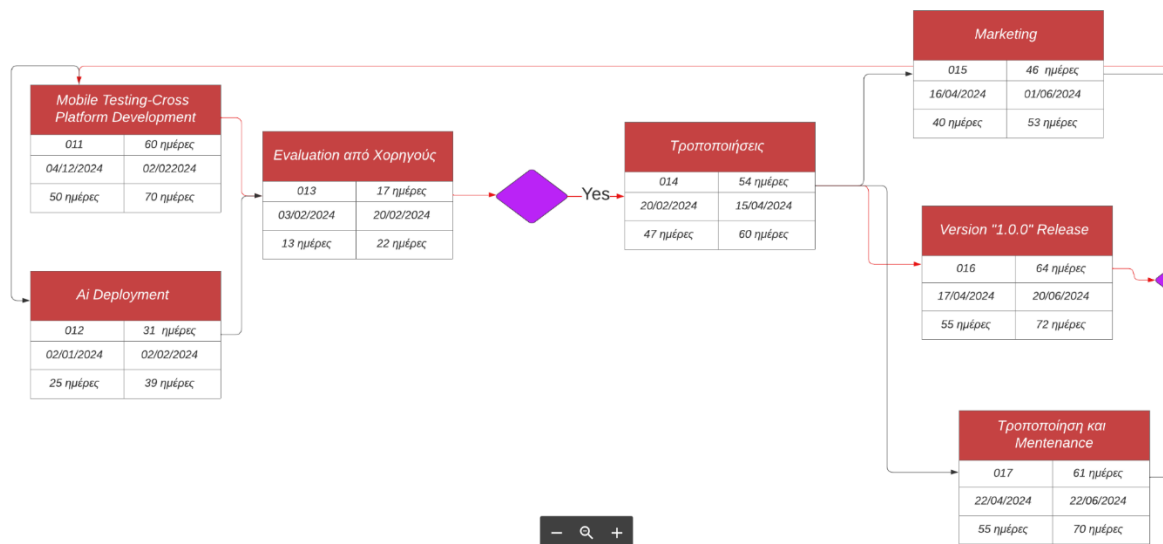 Marketing
015 46 ημέρες
16/04/2024 01/06/2024
40 ημέρες 53 ημέρες
Mobile Testing-Cross
Platform Development
011 60 ημέρες
04/12/2024 02/022024
50 ημέρες 70 ημέρες
Evaluation από Χορηγούς
013 17 ημέρες
03/02/2024 20/02/2024
13 ημέρες 22 ημέρες
Yes
Τροποποιήσεις
014 54 ημέρες
20/02/2024 15/04/2024
47 ημέρες 60 ημέρες
Version "1.0.0" Release
016 64 ημέρες
17/04/2024 20/06/2024
55 ημέρες 72 ημέρες
Ai Deployment
012 31 ημέρες
02/01/2024 02/02/2024
25 ημέρες 39 ημέρες
Τροποποίηση και
Mentenance
017 61 ημέρες
22/04/2024 22/06/2024
55 ημέρες 70 ημέρες